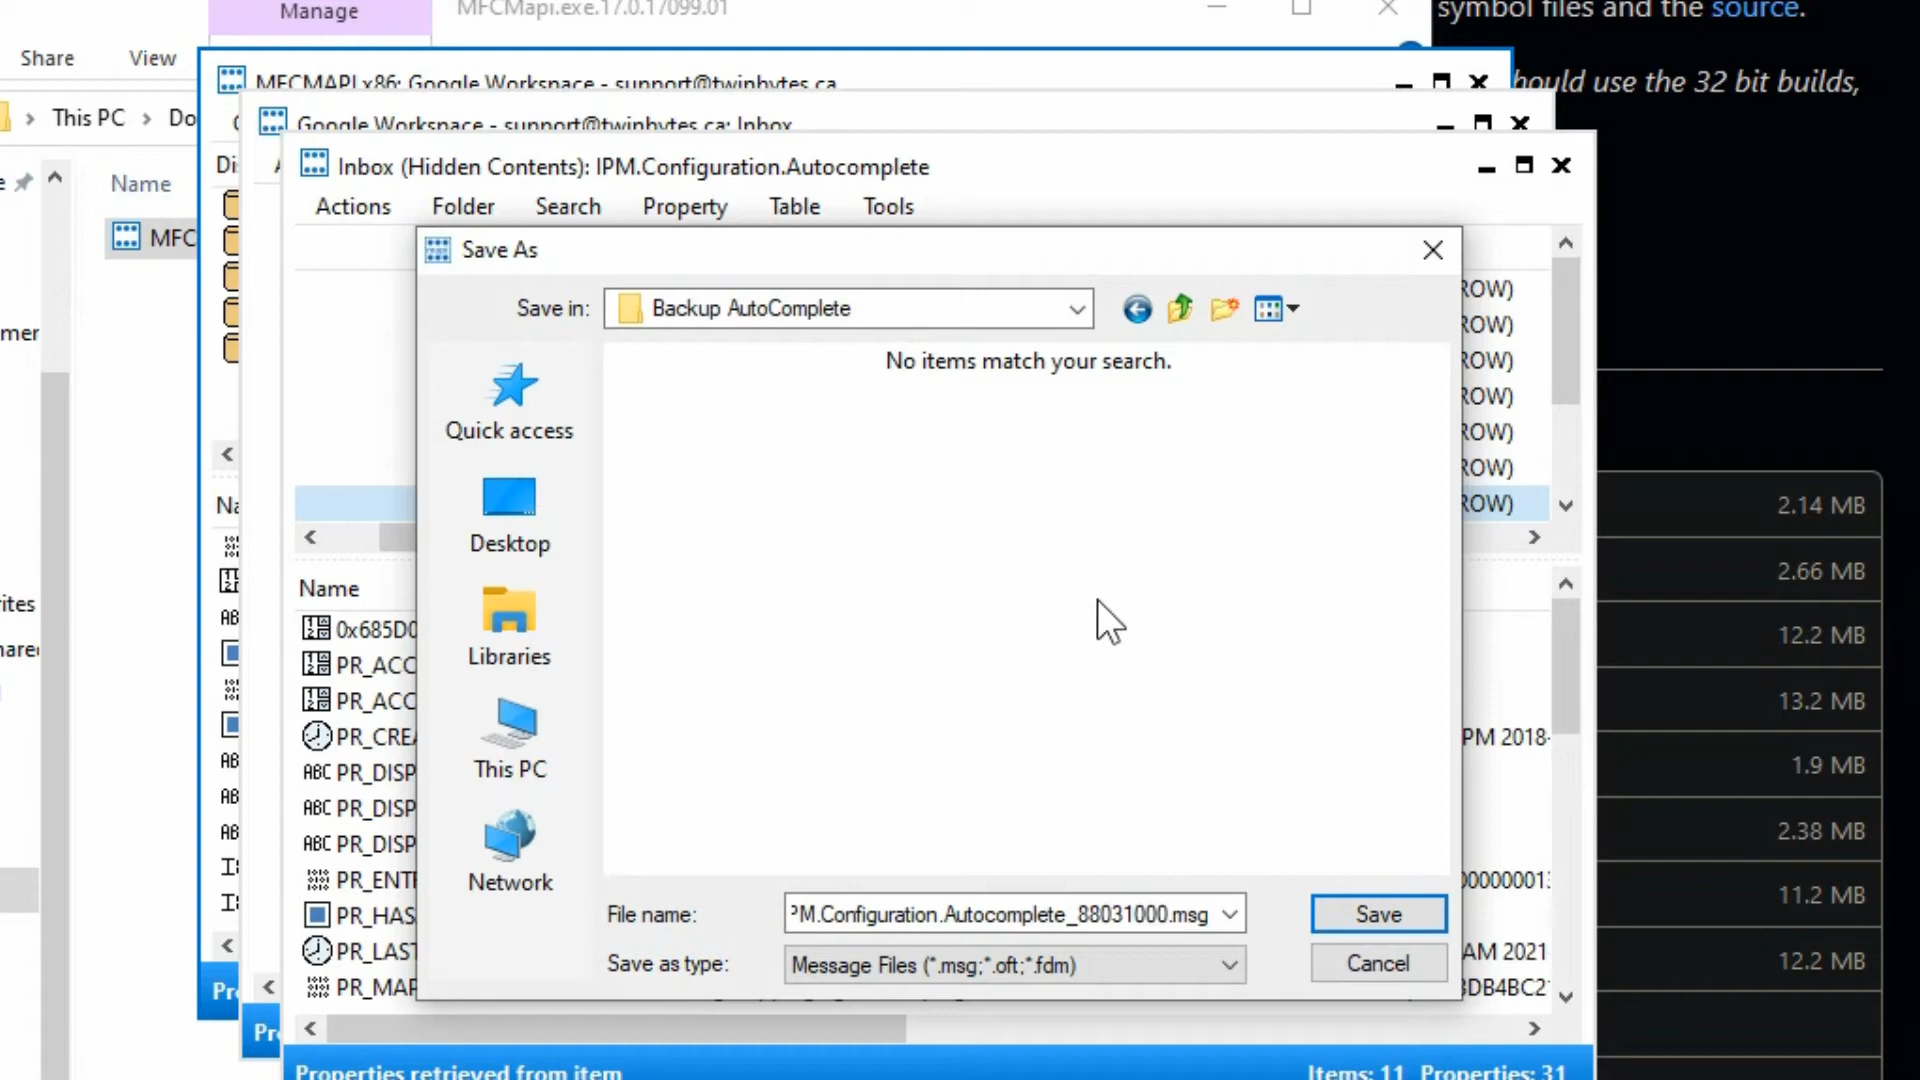 Manage
MFCMapi.exe.17.0.17099.01
symbol files and the source.
Share View
MFCMAPI x86: Google Workspace - support@twinbytes.ca
hould use the 32 bit builds,
This PC Do
Google Workspace - support@twinbytes.ca: Inbox
Inbox (Hidden Contents): IPM.Configuration.Autocomplete
Name
Actions Folder Search Property Table Tools
MFC
Save As
Save in: Backup AutoComplete
No items match your search.
ROW)
ROW)
ROW)
ROW)
ROW)
ROW)
ROW)
Quick access
Desktop
Libraries
This PC
Network
2.14 MB
2.66 MB
12.2 MB
13.2 MB
1.9 MB
2.38 MB
11.2 MB
12.2 MB
Name
0x685D0
PR_ACC
PR_ACC
PR_CREA
PM 2018-
PR_DISP
PR_DISP
PR_DISP
PR_ENT
PR_HAS
PR_LAST
AM 2021
PR_MAP
3DB4BC2
File name: PM.Configuration.Autocomplete_88031000.msg Save
Save as type: Message Files (*.msg;*.oft;*.fdm) Cancel
Properties retrieved from item
Items: 11 Properties: 31